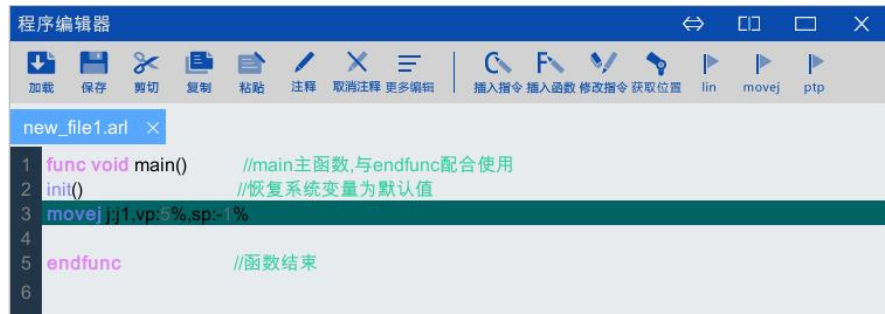 程序编辑器
加载 保存 剪切 复制 粘贴 注释 取消注释 更多编辑 插入指令 插入函数 修改指令 获取位置 lin movej ptp
new_file1.arl ×
1 func void main() //main主函数,与endfunc配合使用
2 init() //恢复系统变量为默认值
3 movej j:j1,vp:5%,sp:-1%
4
5 endfunc //函数结束
6